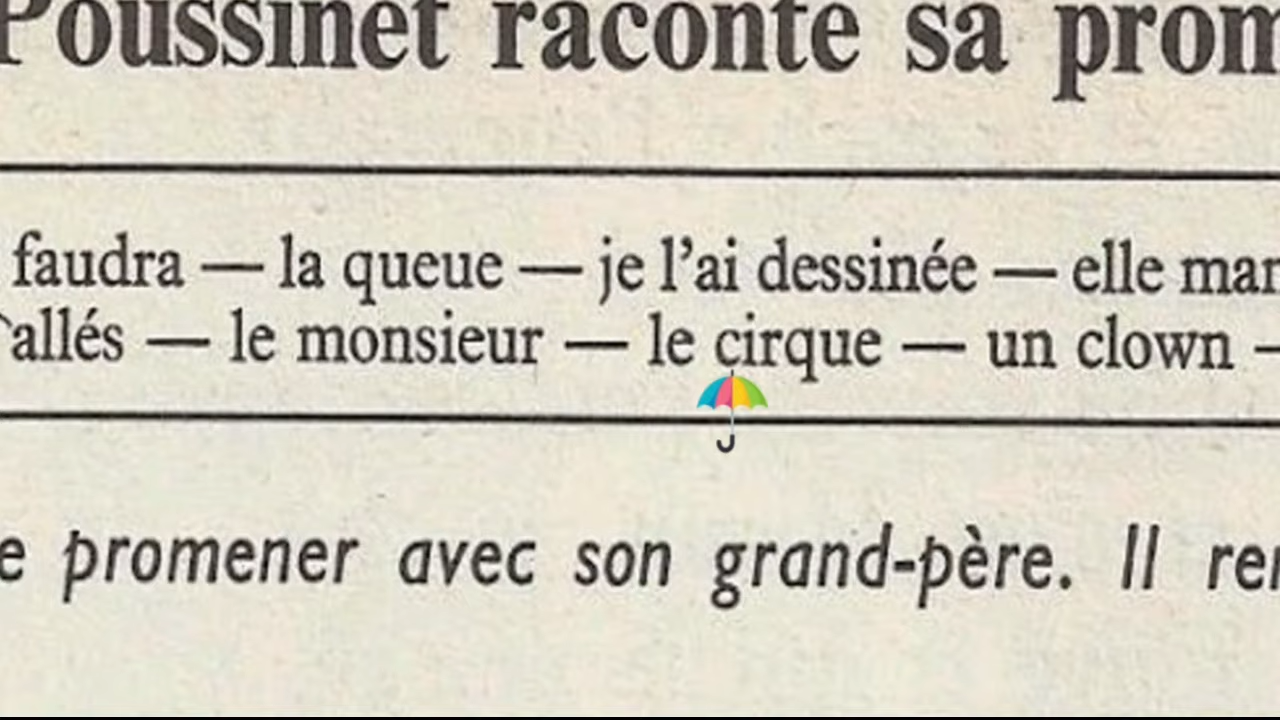 Poussinet raconte sa prom
faudra — la queue — je l'ai dessinée — elle mar
allés — le monsieur — le cirque — un clown —
e promener avec son grand-père. Il ren